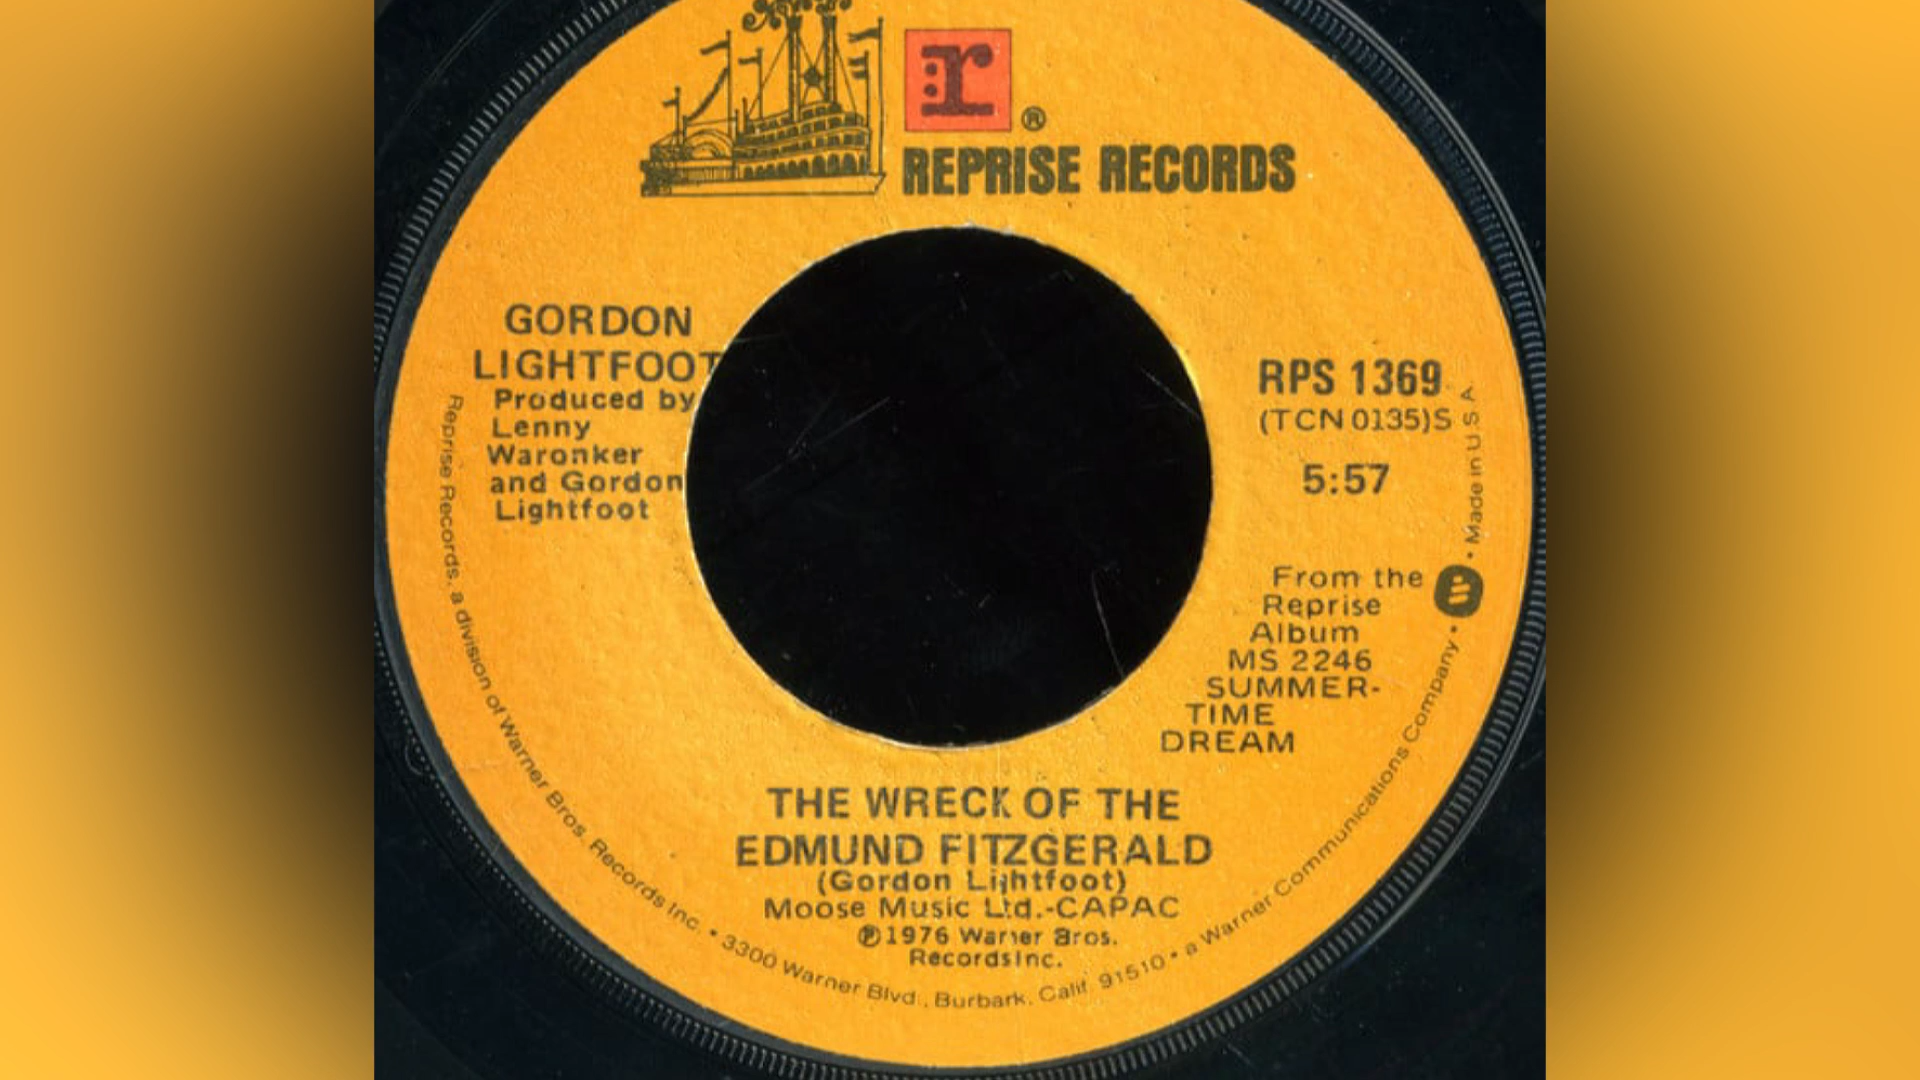 r
®
REPRISE RECORDS
GORDON
LIGHTFOOT
Produced by
Lenny
Waronker
and Gordon
Lightfoot
RPS 1369
(TCN 0135)S
5:57
From the
Reprise
Album
MS 2246
SUMMER-
TIME
DREAM
THE WRECK OF THE
EDMUND FITZGERALD
(Gordon Lightfoot)
Moose Music Ltd.-CAPAC
℗1976 Warner Bros.
Records Inc.
Reprise Records, a division of Warner Bros. Records Inc. • 3300 Warner Blvd., Burbank, Calif. 91510 • a Warner Communications Company • W • Made in U S A